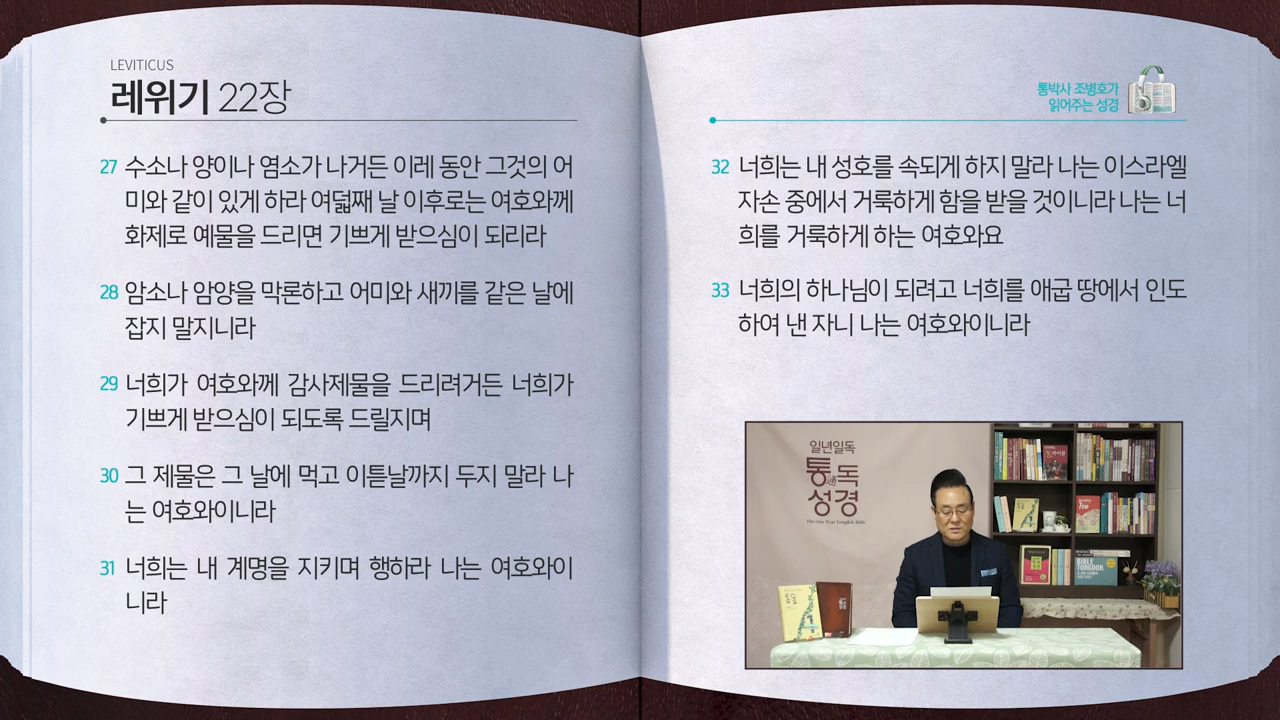 LEVITICUS
레위기 22장
27 수소나 양이나 염소가 나거든 이레 동안 그것의 어
미와 같이 있게 하라 여덟째 날 이후로는 여호와께
화제로 예물을 드리면 기쁘게 받으심이 되리라
28 암소나 암양을 막론하고 어미와 새끼를 같은 날에
잡지 말지니라
29 너희가 여호와께 감사제물을 드리려거든 너희가
기쁘게 받으심이 되도록 드릴지며
30 그 제물은 그 날에 먹고 이튿날까지 두지 말라 나
는 여호와이니라
31 너희는 내 계명을 지키며 행하라 나는 여호와이
니라
통박사 조병호가
읽어주는 성경
32 너희는 내 성호를 속되게 하지 말라 나는 이스라엘
자손 중에서 거룩하게 함을 받을 것이니라 나는 너
희를 거룩하게 하는 여호와요
33 너희의 하나님이 되려고 너희를 애굽 땅에서 인도
하여 낸 자니 나는 여호와이니라
일년일독
통독
성경
The One Year Tongdok Bible
BIBLE
TONGDOK